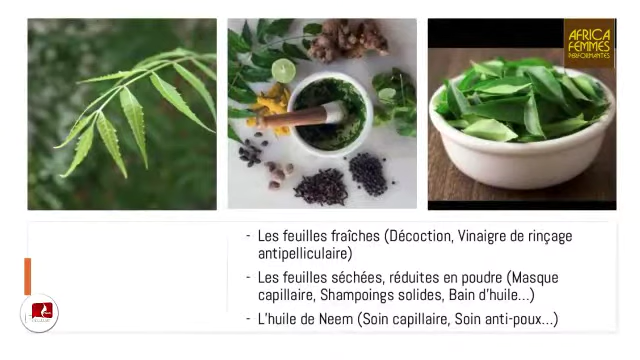 AFRICA
FEMMES
PERFORMANTES
- Les feuilles fraîches (Décoction, Vinaigre de rinçage
antipelliculaire)
- Les feuilles séchées, réduites en poudre (Masque
capillaire, Shampoings solides, Bain d'huile...)
- L'huile de Neem (Soin capillaire, Soin anti-poux...)